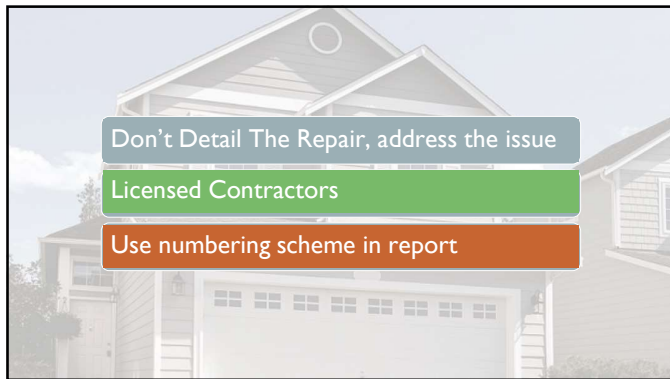 Don’t Detail The Repair, address the issue
Licensed Contractors
Use numbering scheme in report